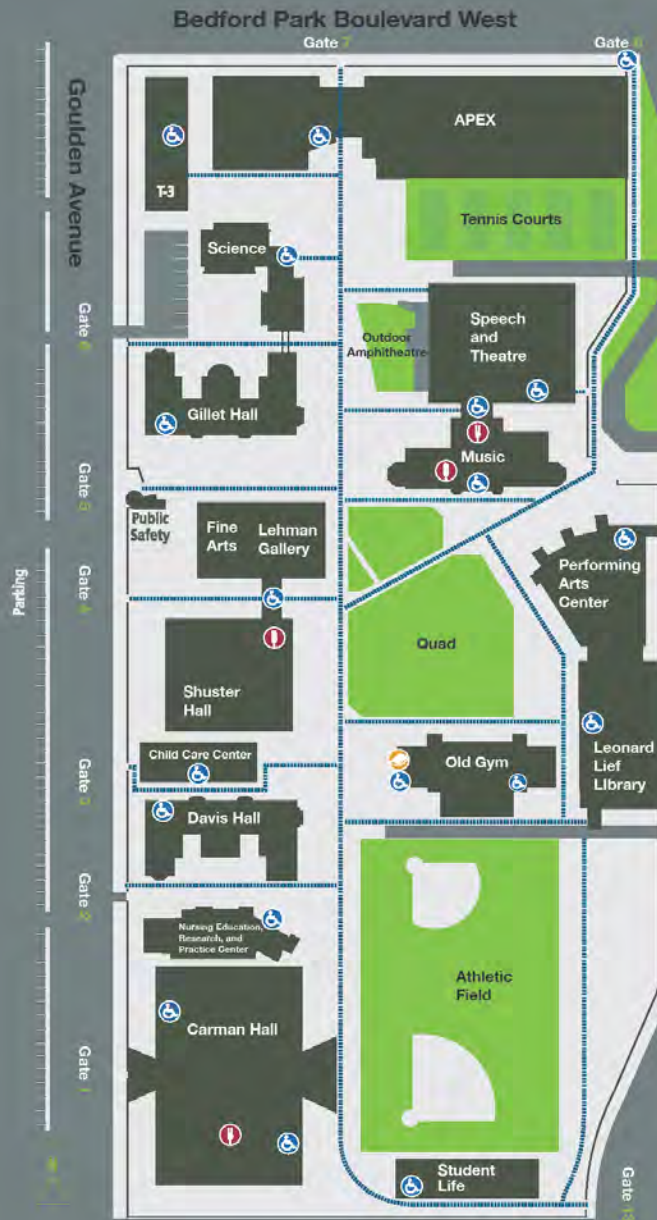 Bedford Park Boulevard West
Gate 7
Gate 8
Goulden Avenue
APEX
T-3
Tennis Courts
Science
Speech
and
Theatre
Outdoor
Amphitheatre
Gate 6
Gillet Hall
Music
Gate 5
Public
Safety
Fine
Arts
Lehman
Gallery
Performing
Arts
Center
Parking
Gate 4
Quad
Shuster
Hall
Child Care Center
Old Gym
Leonard
Lief
LIbrary
Gate 3
Davis Hall
Gate 2
Nursing Education,
Research, and
Practice Center
Athletic
Field
Carman Hall
Gate 1
Student
Life
Gate 13